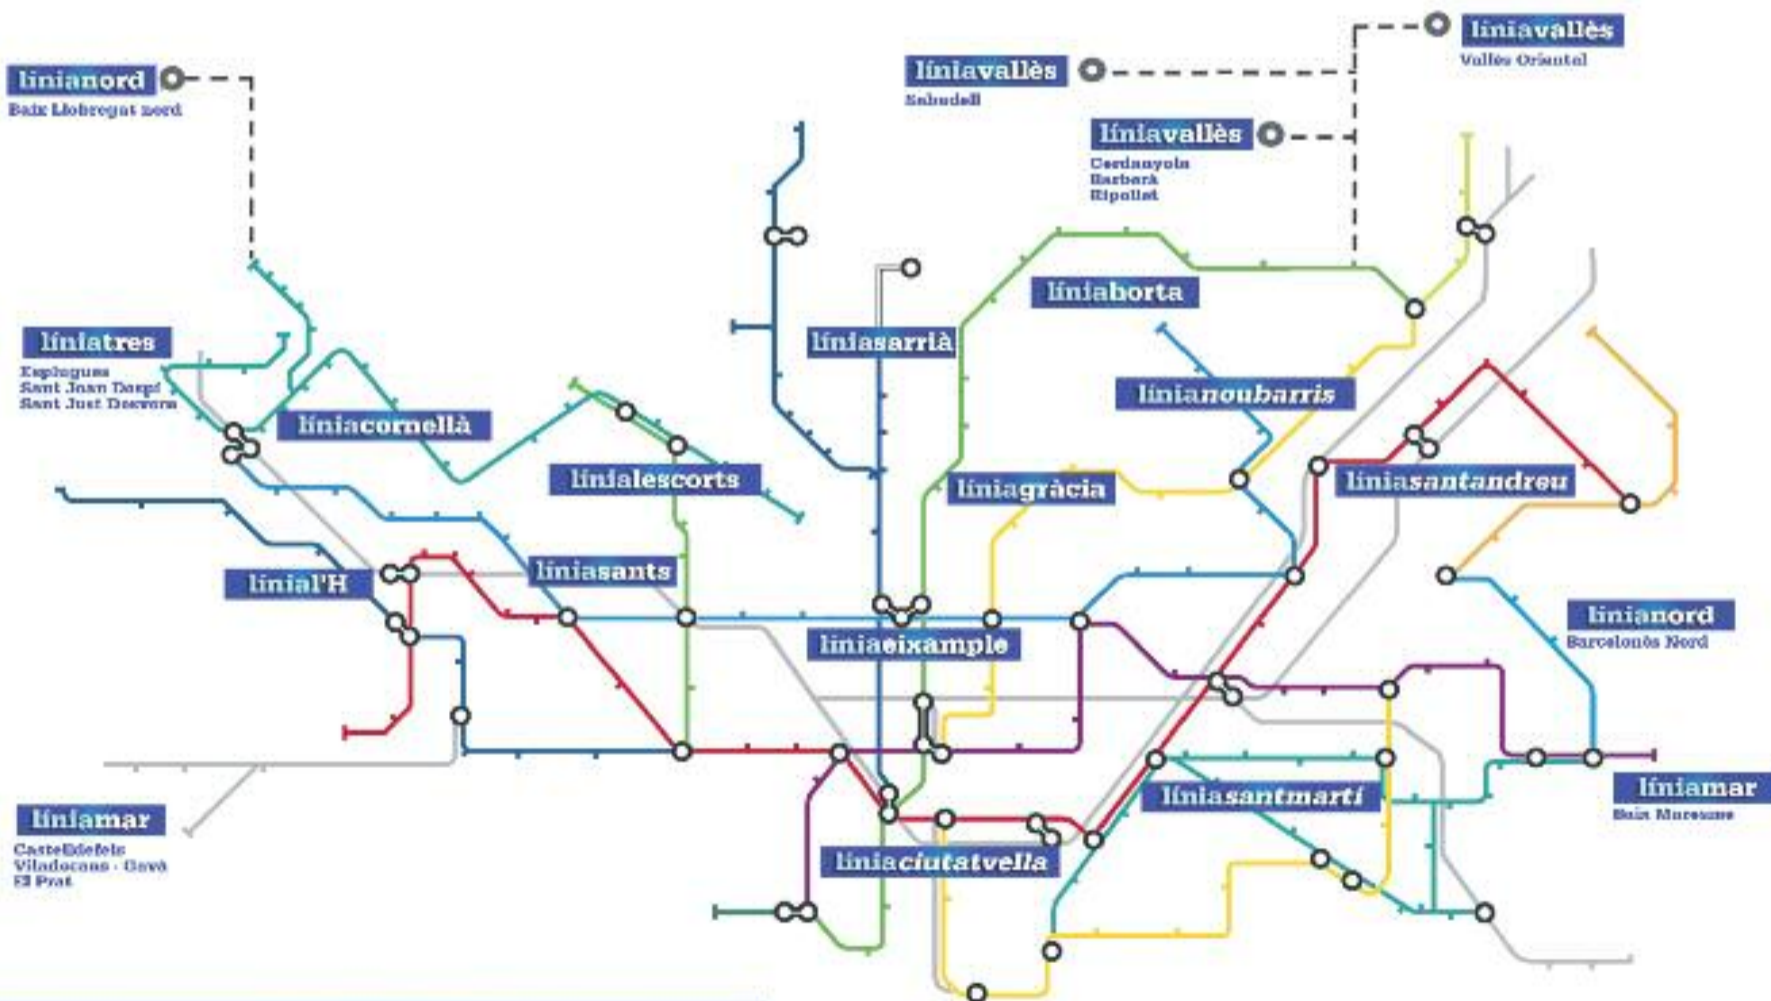 línianord
Baix Llobregat nord
líniavallès
Sabadell
líniavallès
Vallès Oriental
líniavallès
Cerdanyola
Barberà
Ripollet
líniatres
Esplugues
Sant Joan Despí
Sant Just Desvern
líniacornellà
línialescorts
líniasarrià
líniahorta
línianoubarris
líniagràcia
líniasantandreu
línial'H
líniasants
líniaeixample
línianord
Barcelonès Nord
líniamar
Castelldefels
Viladecans - Gavà
El Prat
líniaciutatvella
líniasantmartí
líniamar
Baix Maresme